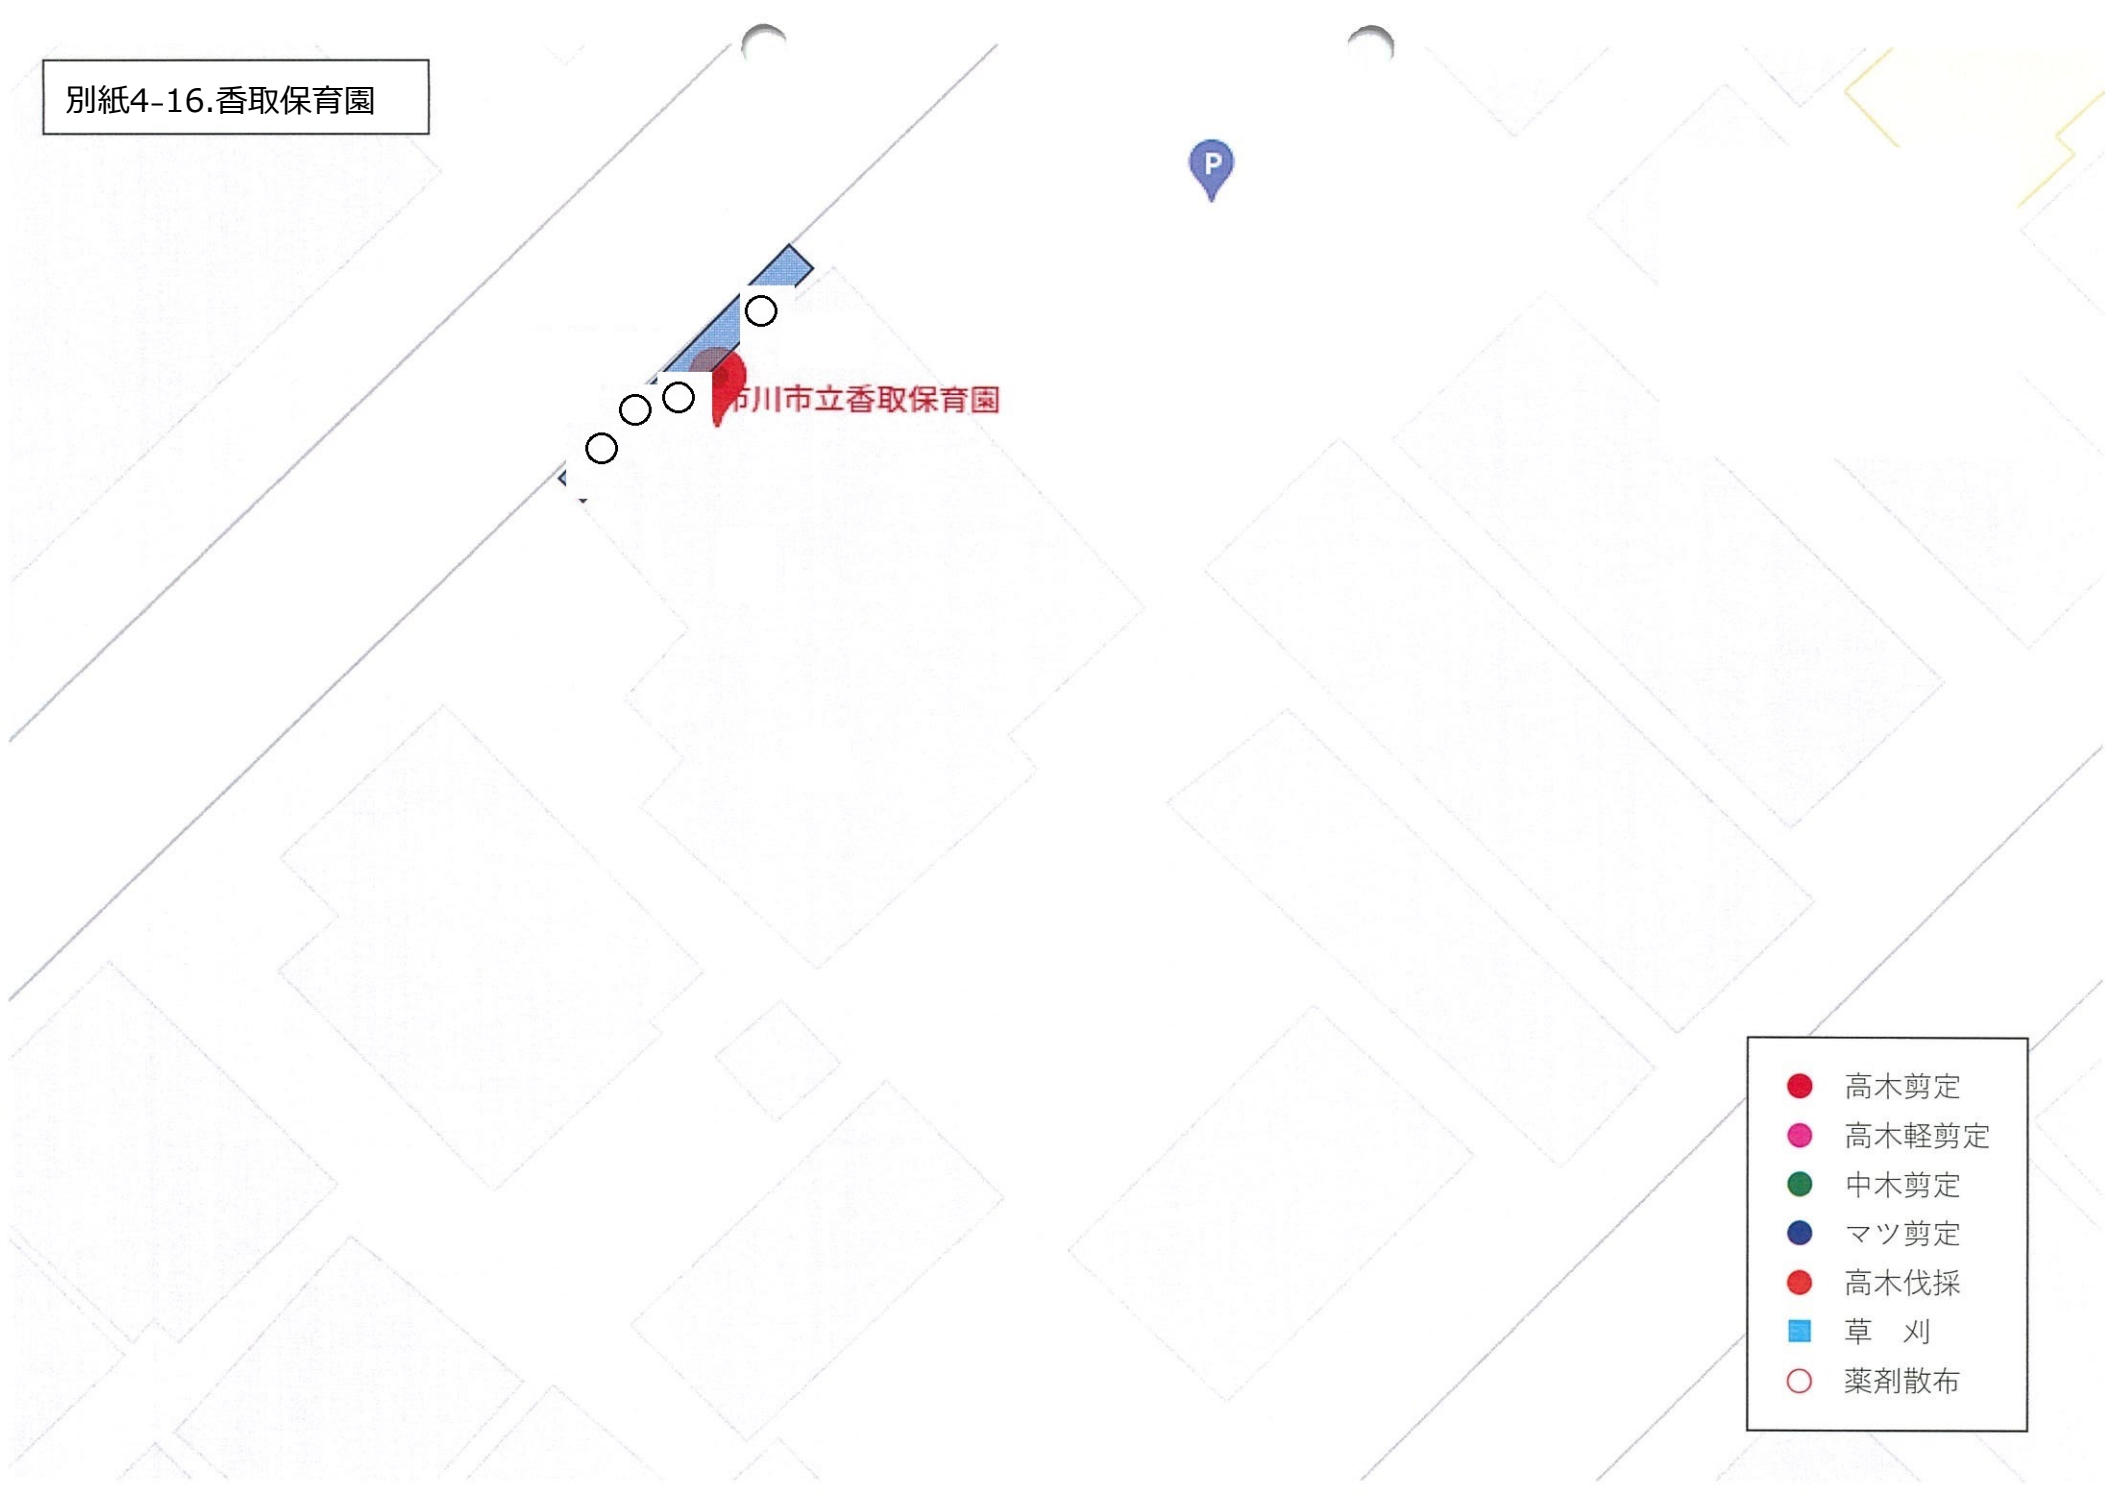 別紙4-16.香取保育園
P
市川市立香取保育園
高木剪定
高木軽剪定
中木剪定
マツ剪定
高木伐採
草　刈
薬剤散布